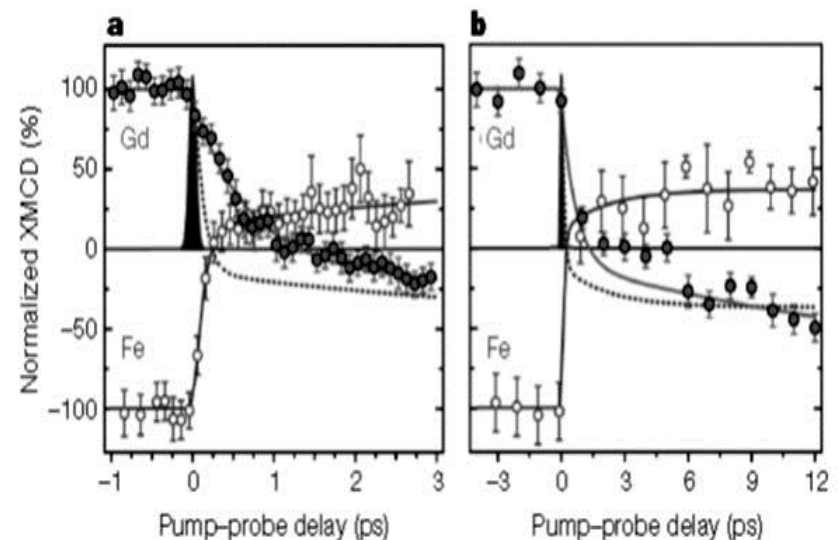 a
b
Normalized XMCD (%)
100
50
0
−50
−100
Gd
Fe
Gd
Fe
−1 0 1 2 3
−3 0 3 6 9 12
Pump–probe delay (ps)
Pump–probe delay (ps)